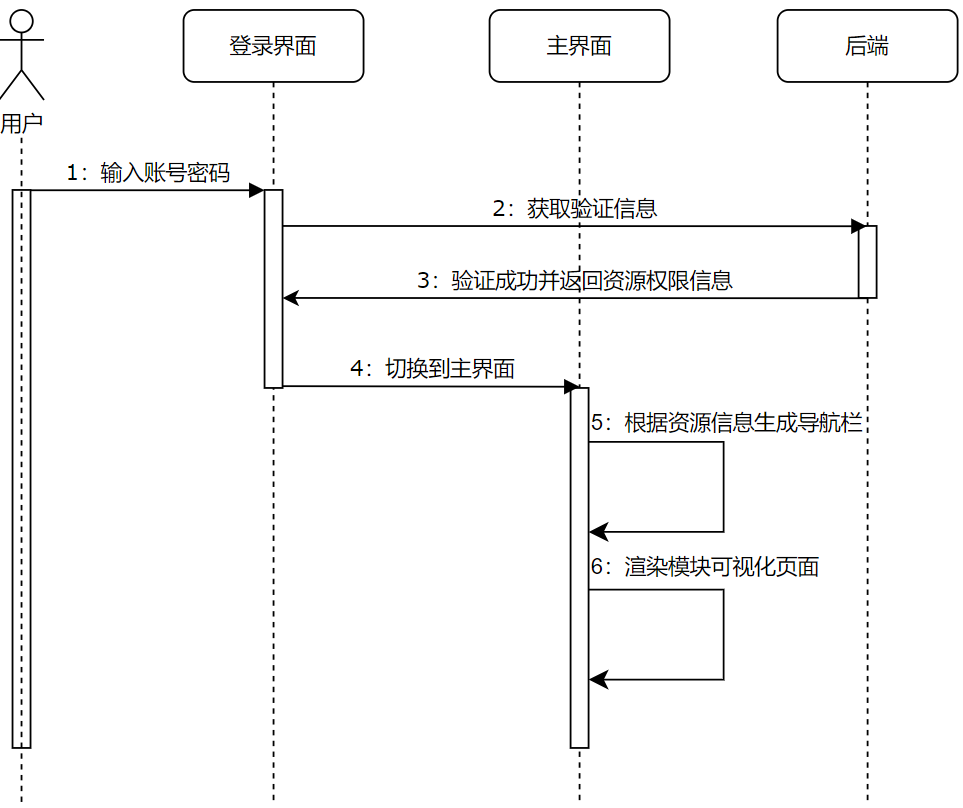 登录界面
主界面
后端
用户
1：输入账号密码
2：获取验证信息
3：验证成功并返回资源权限信息
4：切换到主界面
5：根据资源信息生成导航栏
6：渲染模块可视化页面